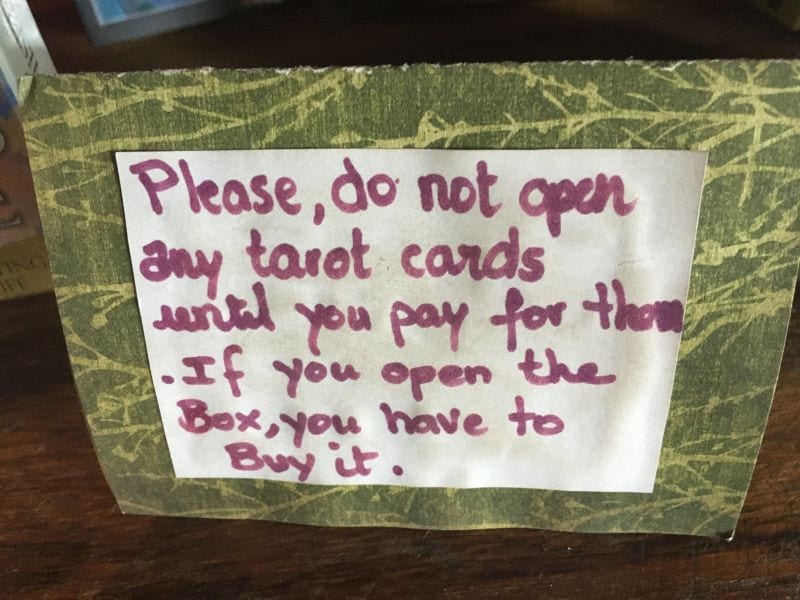 Please, do not open
any tarot cards
until you pay for them
. If you open the
Box, you have to
Buy it.